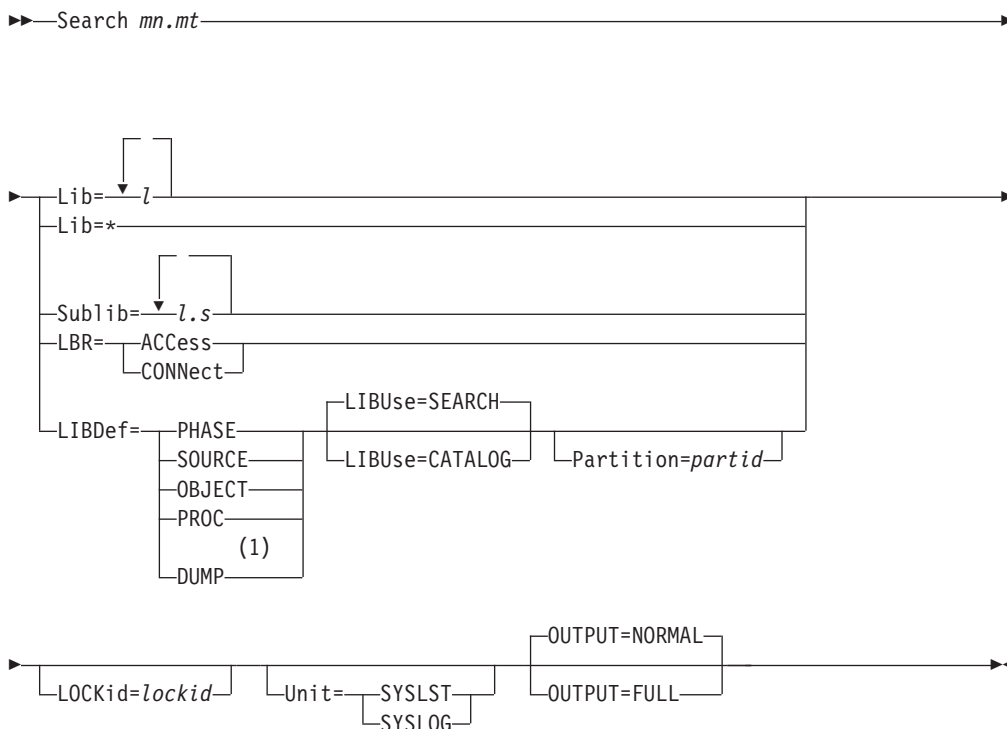 Search mn.mt
Lib= l
Lib=*
Sublib= l.s
LBR= ACCess
CONNect
LIBDef= PHASE LIBUse=SEARCH
SOURCE LIBUse=CATALOG Partition=partid
OBJECT
PROC
(1)
DUMP
OUTPUT=NORMAL
LOCKid=lockid Unit= SYSLST OUTPUT=FULL
SYSLOG